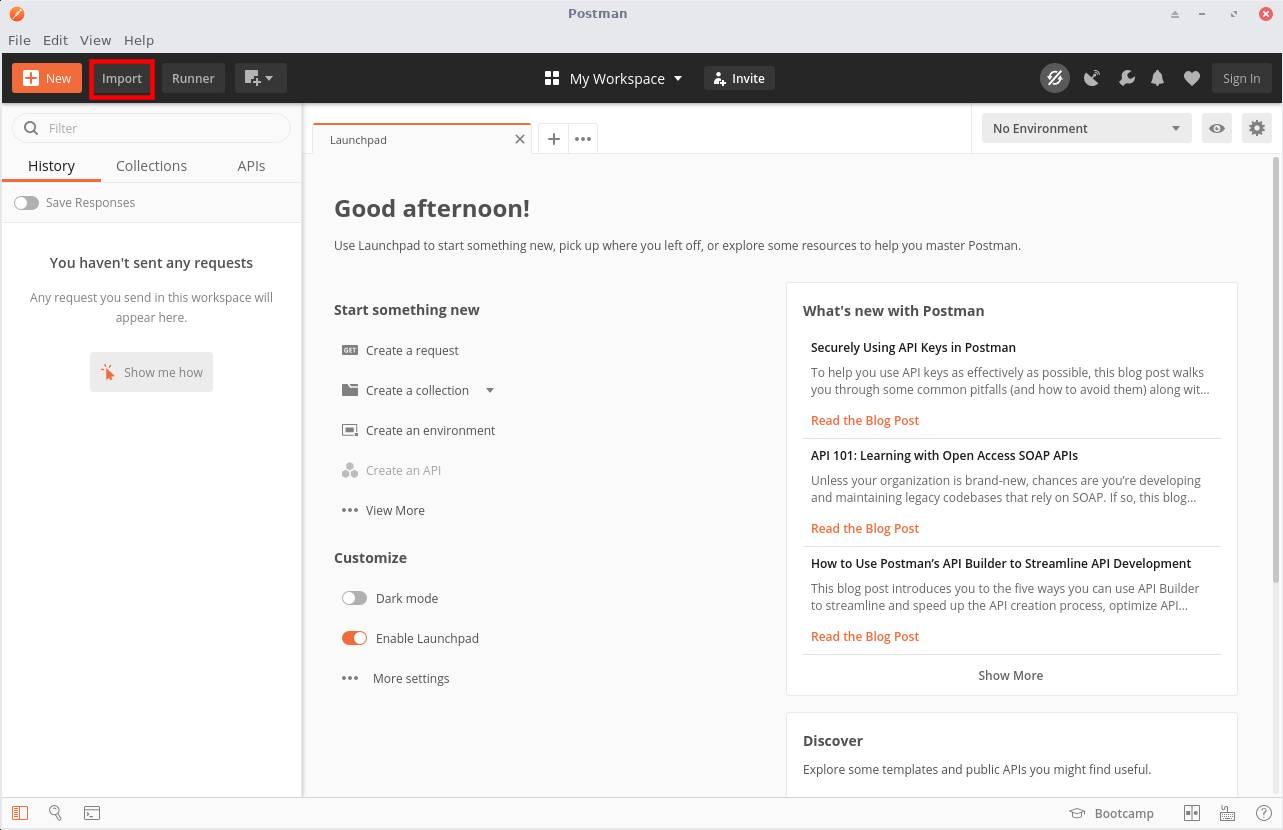 Postman
File Edit View Help
New Import Runner My Workspace Invite Sign In
Filter
History Collections APIs
Save Responses
You haven't sent any requests
Any request you send in this workspace will
appear here.
Show me how
Launchpad
No Environment
Good afternoon!
Use Launchpad to start something new, pick up where you left off, or explore some resources to help you master Postman.
Start something new
GET Create a request
Create a collection
Create an environment
Create an API
View More
Customize
Dark mode
Enable Launchpad
More settings
What's new with Postman
Securely Using API Keys in Postman
To help you use API keys as effectively as possible, this blog post walks
you through some common pitfalls (and how to avoid them) along wit...
Read the Blog Post
API 101: Learning with Open Access SOAP APIs
Unless your organization is brand-new, chances are you’re developing
and maintaining legacy codebases that rely on SOAP. If so, this blog...
Read the Blog Post
How to Use Postman’s API Builder to Streamline API Development
This blog post introduces you to the five ways you can use API Builder
to streamline and speed up the API creation process, optimize API...
Read the Blog Post
Show More
Discover
Explore some templates and public APIs you might find useful.
Bootcamp